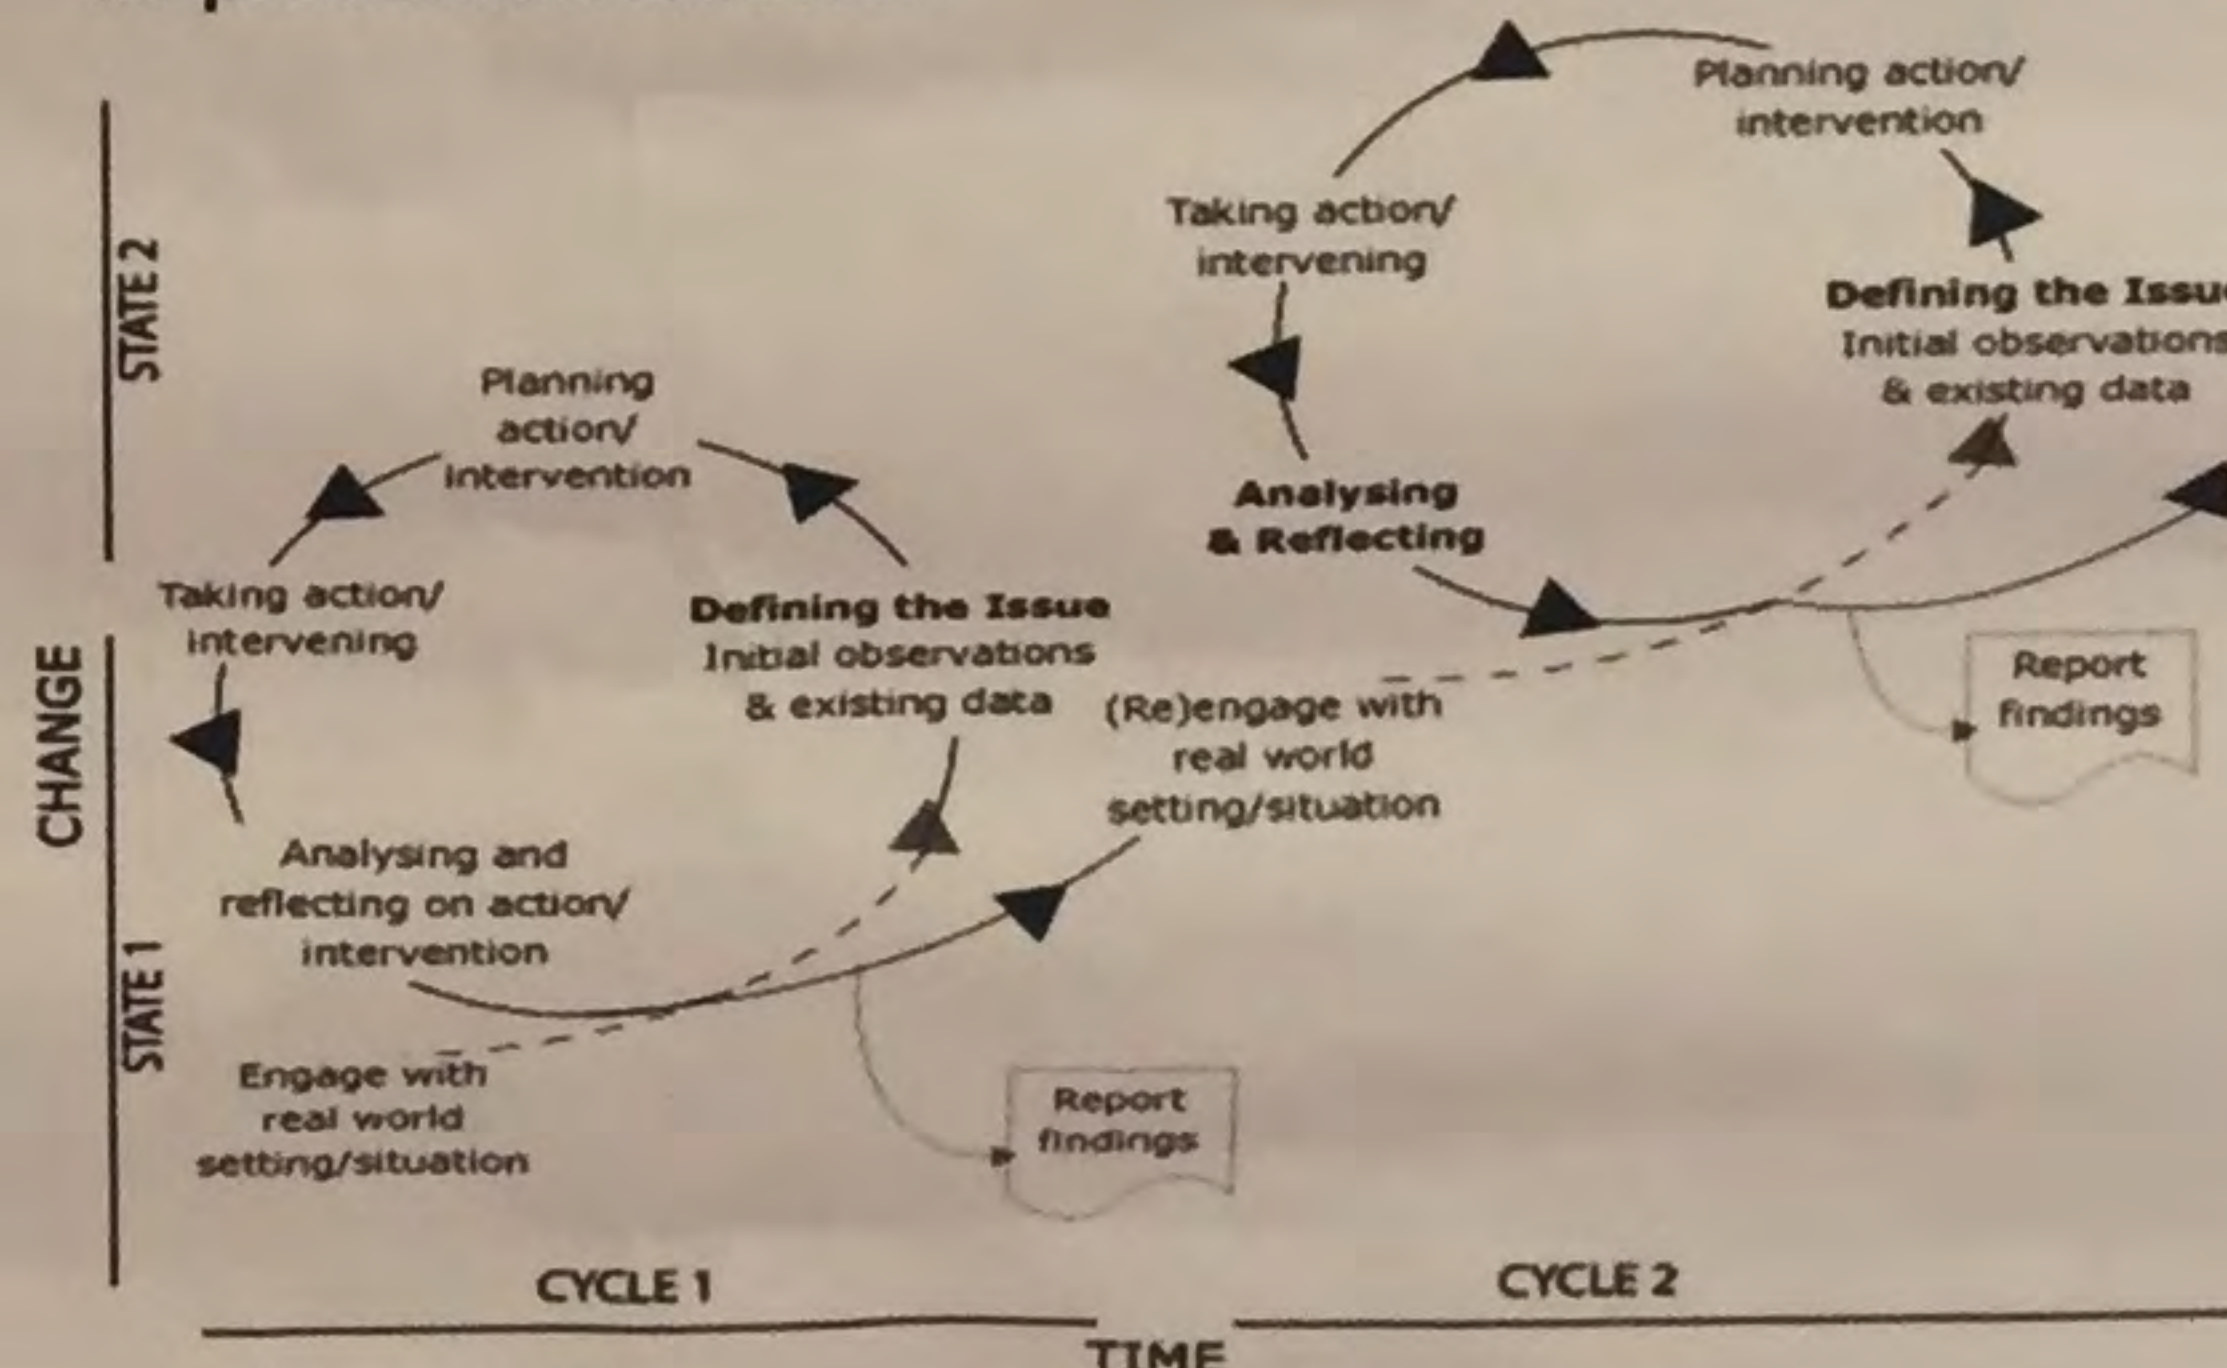 Planning action/
intervention
Taking action/
intervening
Defining the Issue
Initial observations
& existing data
Analysing
& Reflecting
Report
findings
STATE 2
Planning
action/
intervention
Taking action/
intervening
Defining the Issue
Initial observations
& existing data
(Re)engage with
real world
setting/situation
Analysing and
reflecting on action/
intervention
Engage with
real world
setting/situation
Report
findings
CHANGE
STATE 1
CYCLE 1
CYCLE 2
TIME